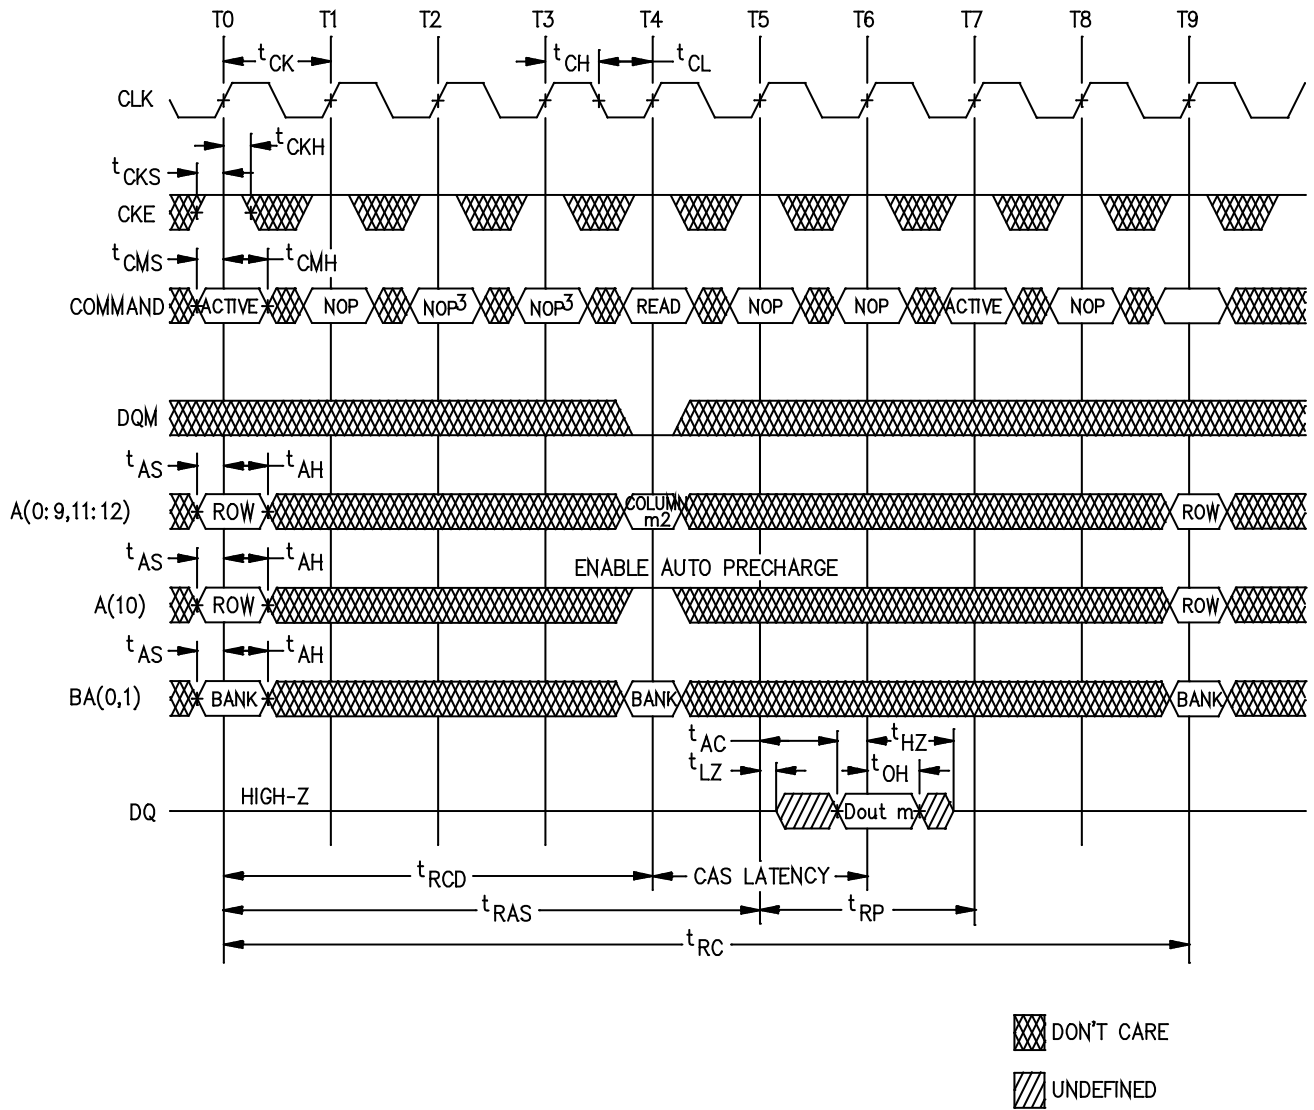 T0 T1 T2 T3 T4 T5 T6 T7 T8 T9
tCK tCH tCL
CLK
tCKH
tCKS
CKE
tCMS tCMH
COMMAND ACTIVE NOP NOP3 NOP3 READ NOP NOP ACTIVE NOP
DQM
tAS tAH
A(0:9,11:12) ROW COLUMN m2 ROW
tAS tAH
ENABLE AUTO PRECHARGE
A(10) ROW ROW
tAS tAH
BA(0,1) BANK BANK BANK
tAC tHZ
tLZ tOH
HIGH-Z
DQ Dout m
tRCD CAS LATENCY
tRAS tRP
tRC
DON'T CARE
UNDEFINED